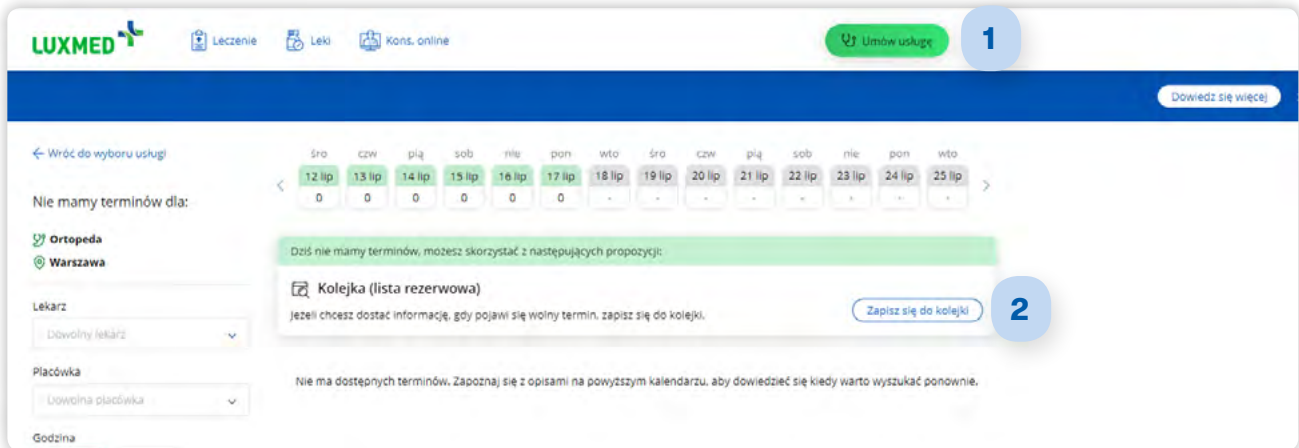 LUXMED
Leczenie
Leki
Kons. online
Umów usługę
1
Dowiedz się więcej
← Wróć do wyboru usługi
śro czw pią sob nie pon wto śro czw pią sob nie pon wto
< 12 lip 13 lip 14 lip 15 lip 16 lip 17 lip 18 lip 19 lip 20 lip 21 lip 22 lip 23 lip 24 lip 25 lip >
0 0 0 0 0 0 - - - - - - - -
Nie mamy terminów dla:
Ortopeda
Warszawa
Dziś nie mamy terminów, możesz skorzystać z następujących propozycji:
Kolejka (lista rezerwowa)
Jeżeli chcesz dostać informację, gdy pojawi się wolny termin, zapisz się do kolejki.
Zapisz się do kolejki
2
Lekarz
Dowolny lekarz
Placówka
Dowolna placówka
Godzina
Nie ma dostępnych terminów. Zapoznaj się z opisami na powyższym kalendarzu, aby dowiedzieć się kiedy warto wyszukać ponownie.